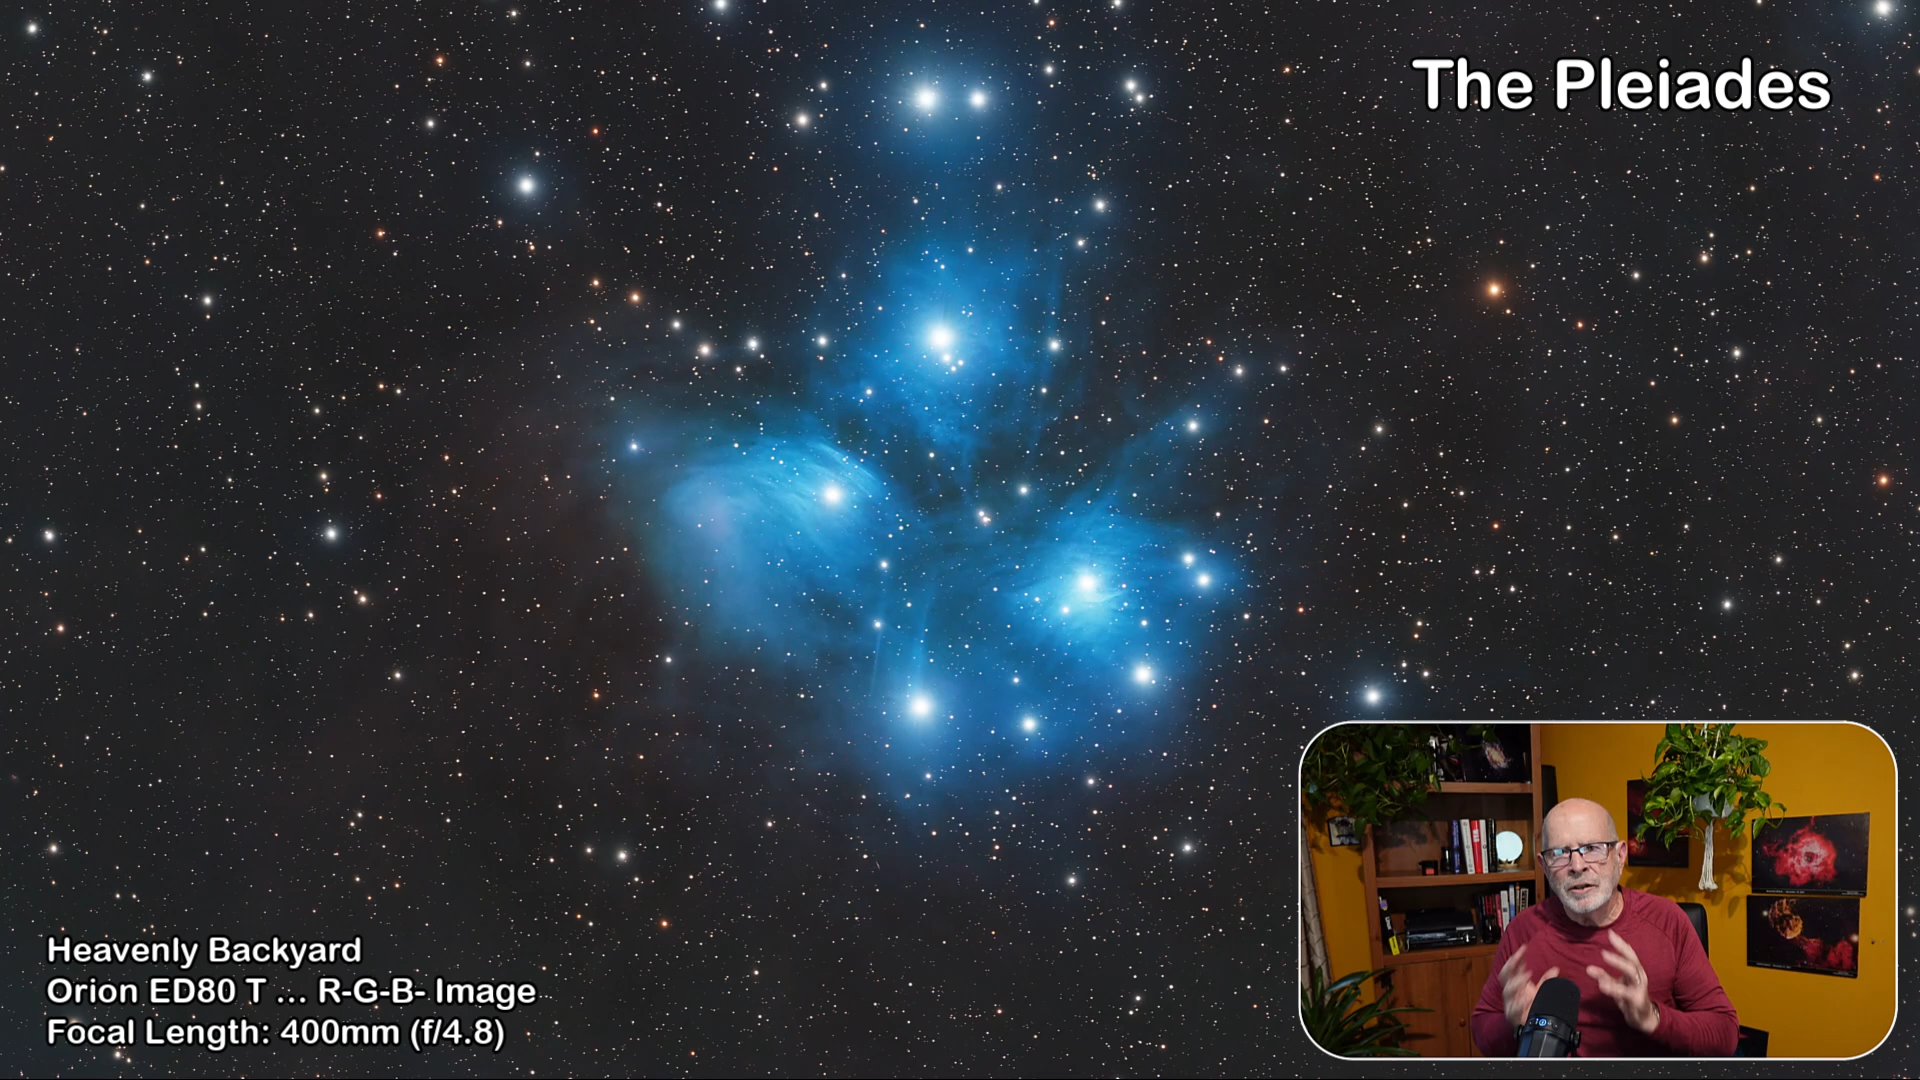 The Pleiades
Heavenly Backyard
Orion ED80 T ... R-G-B- Image
Focal Length: 400mm (f/4.8)